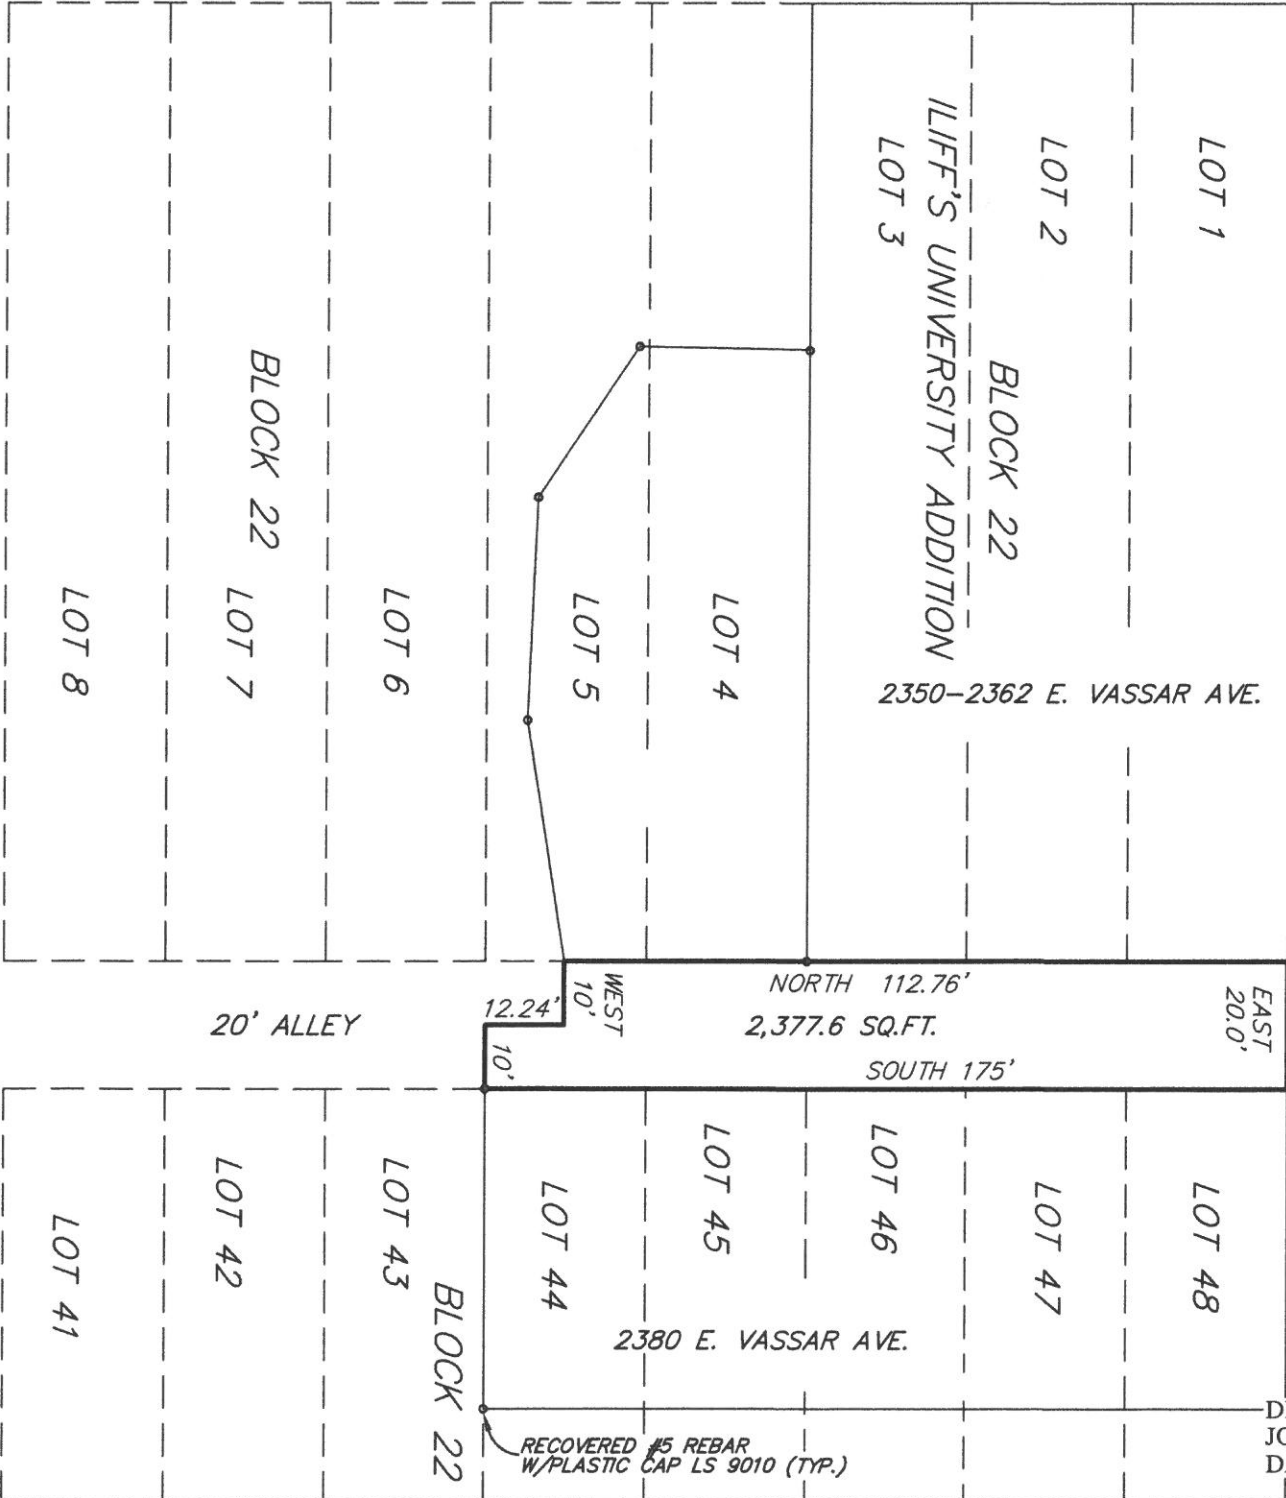 LOT 1
LOT 2
LOT 3
ILIFF'S UNIVERSITY ADDITION
BLOCK 22
BLOCK 22
LOT 4
LOT 5
LOT 6
LOT 7
LOT 8
2350-2362 E. VASSAR AVE.
NORTH 112.76'
WEST
10'
EAST
20.0'
12.24'
2,377.6 SQ.FT.
20' ALLEY
10'
SOUTH 175'
LOT 48
LOT 47
LOT 46
LOT 45
LOT 44
LOT 43
LOT 42
LOT 41
BLOCK 22
2380 E. VASSAR AVE.
RECOVERED #5 REBAR
W/PLASTIC CAP LS 9010 (TYP.)
D
JO
D